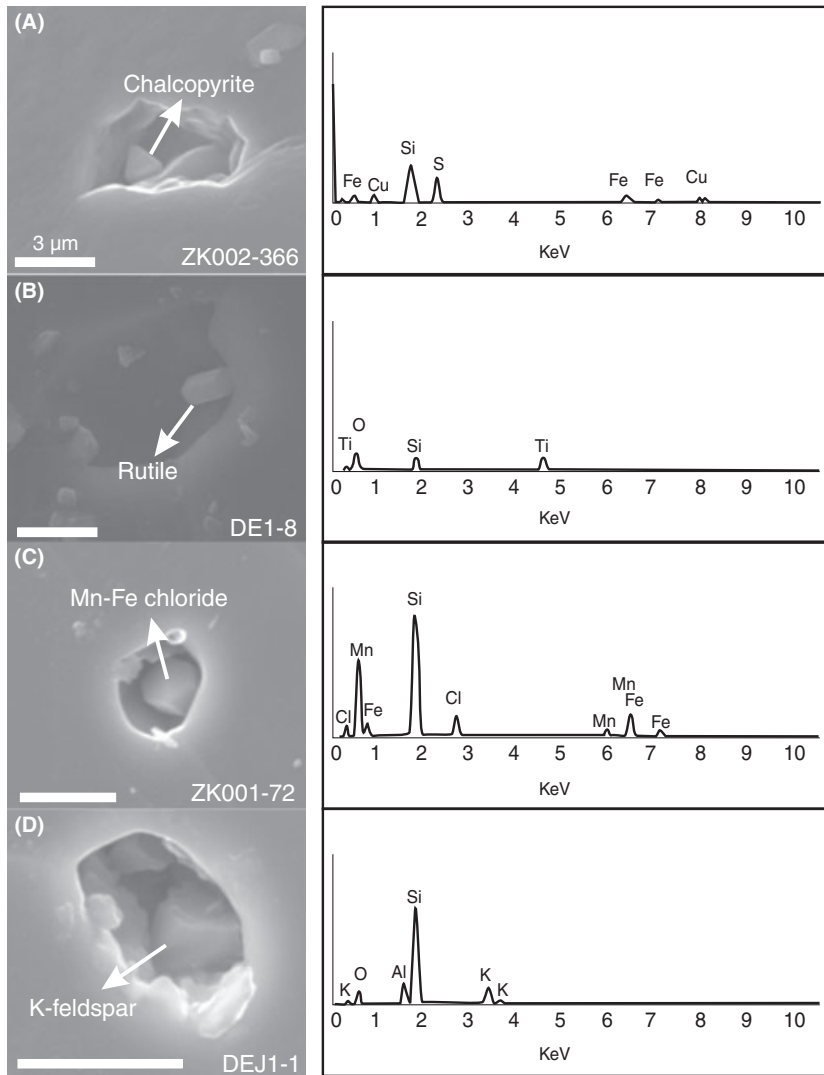 (A)
Chalcopyrite
3 µm
ZK002-366
Fe Cu Si S Fe Fe Cu
0 1 2 3 4 5 6 7 8 9 10
KeV
(B)
Rutile
DE1-8
Ti O Si Ti
0 1 2 3 4 5 6 7 8 9 10
KeV
(C)
Mn-Fe chloride
ZK001-72
Cl Mn Fe Si Cl Mn Mn Fe Fe
0 1 2 3 4 5 6 7 8 9 10
KeV
(D)
K-feldspar
DEJ1-1
K O Al Si K K
0 1 2 3 4 5 6 7 8 9 10
KeV